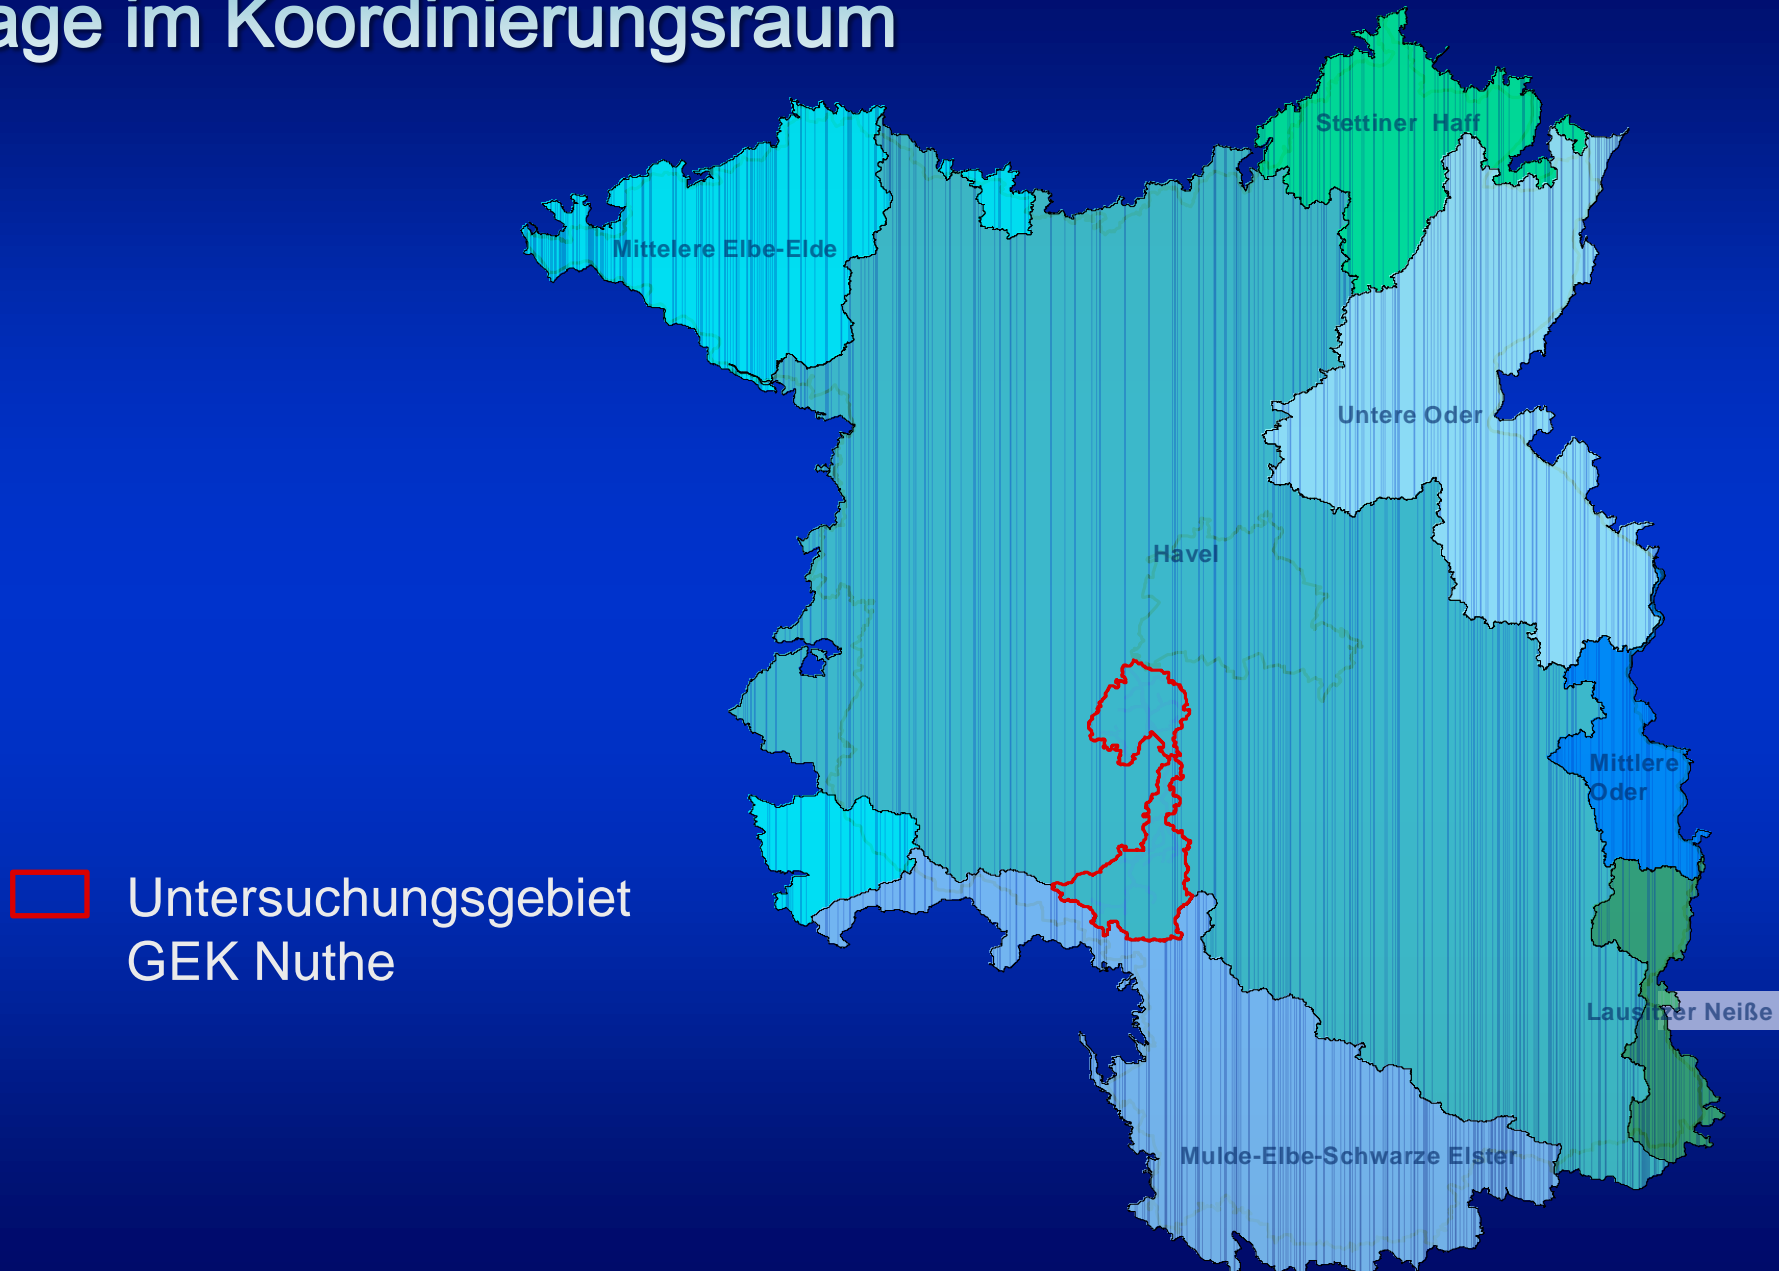 age im Koordinierungsraum
Stettiner Haff
Mittelere Elbe-Elde
Untere Oder
Havel
Mittlere
Oder
Untersuchungsgebiet
GEK Nuthe
Lausitzer Neiße
Mulde-Elbe-Schwarze Elster